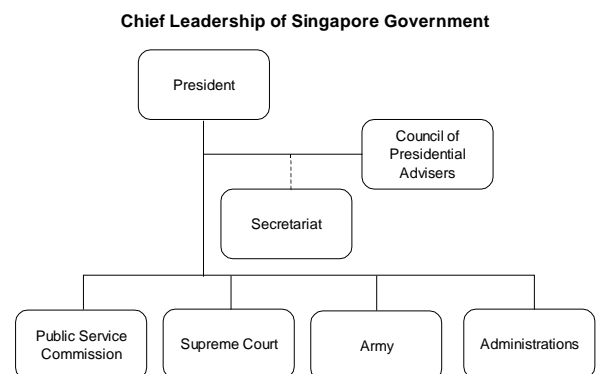 Chief Leadership of Singapore Government
President
Council of
Presidential
Advisers
Secretariat
Public Service
Commission
Supreme Court
Army
Administrations